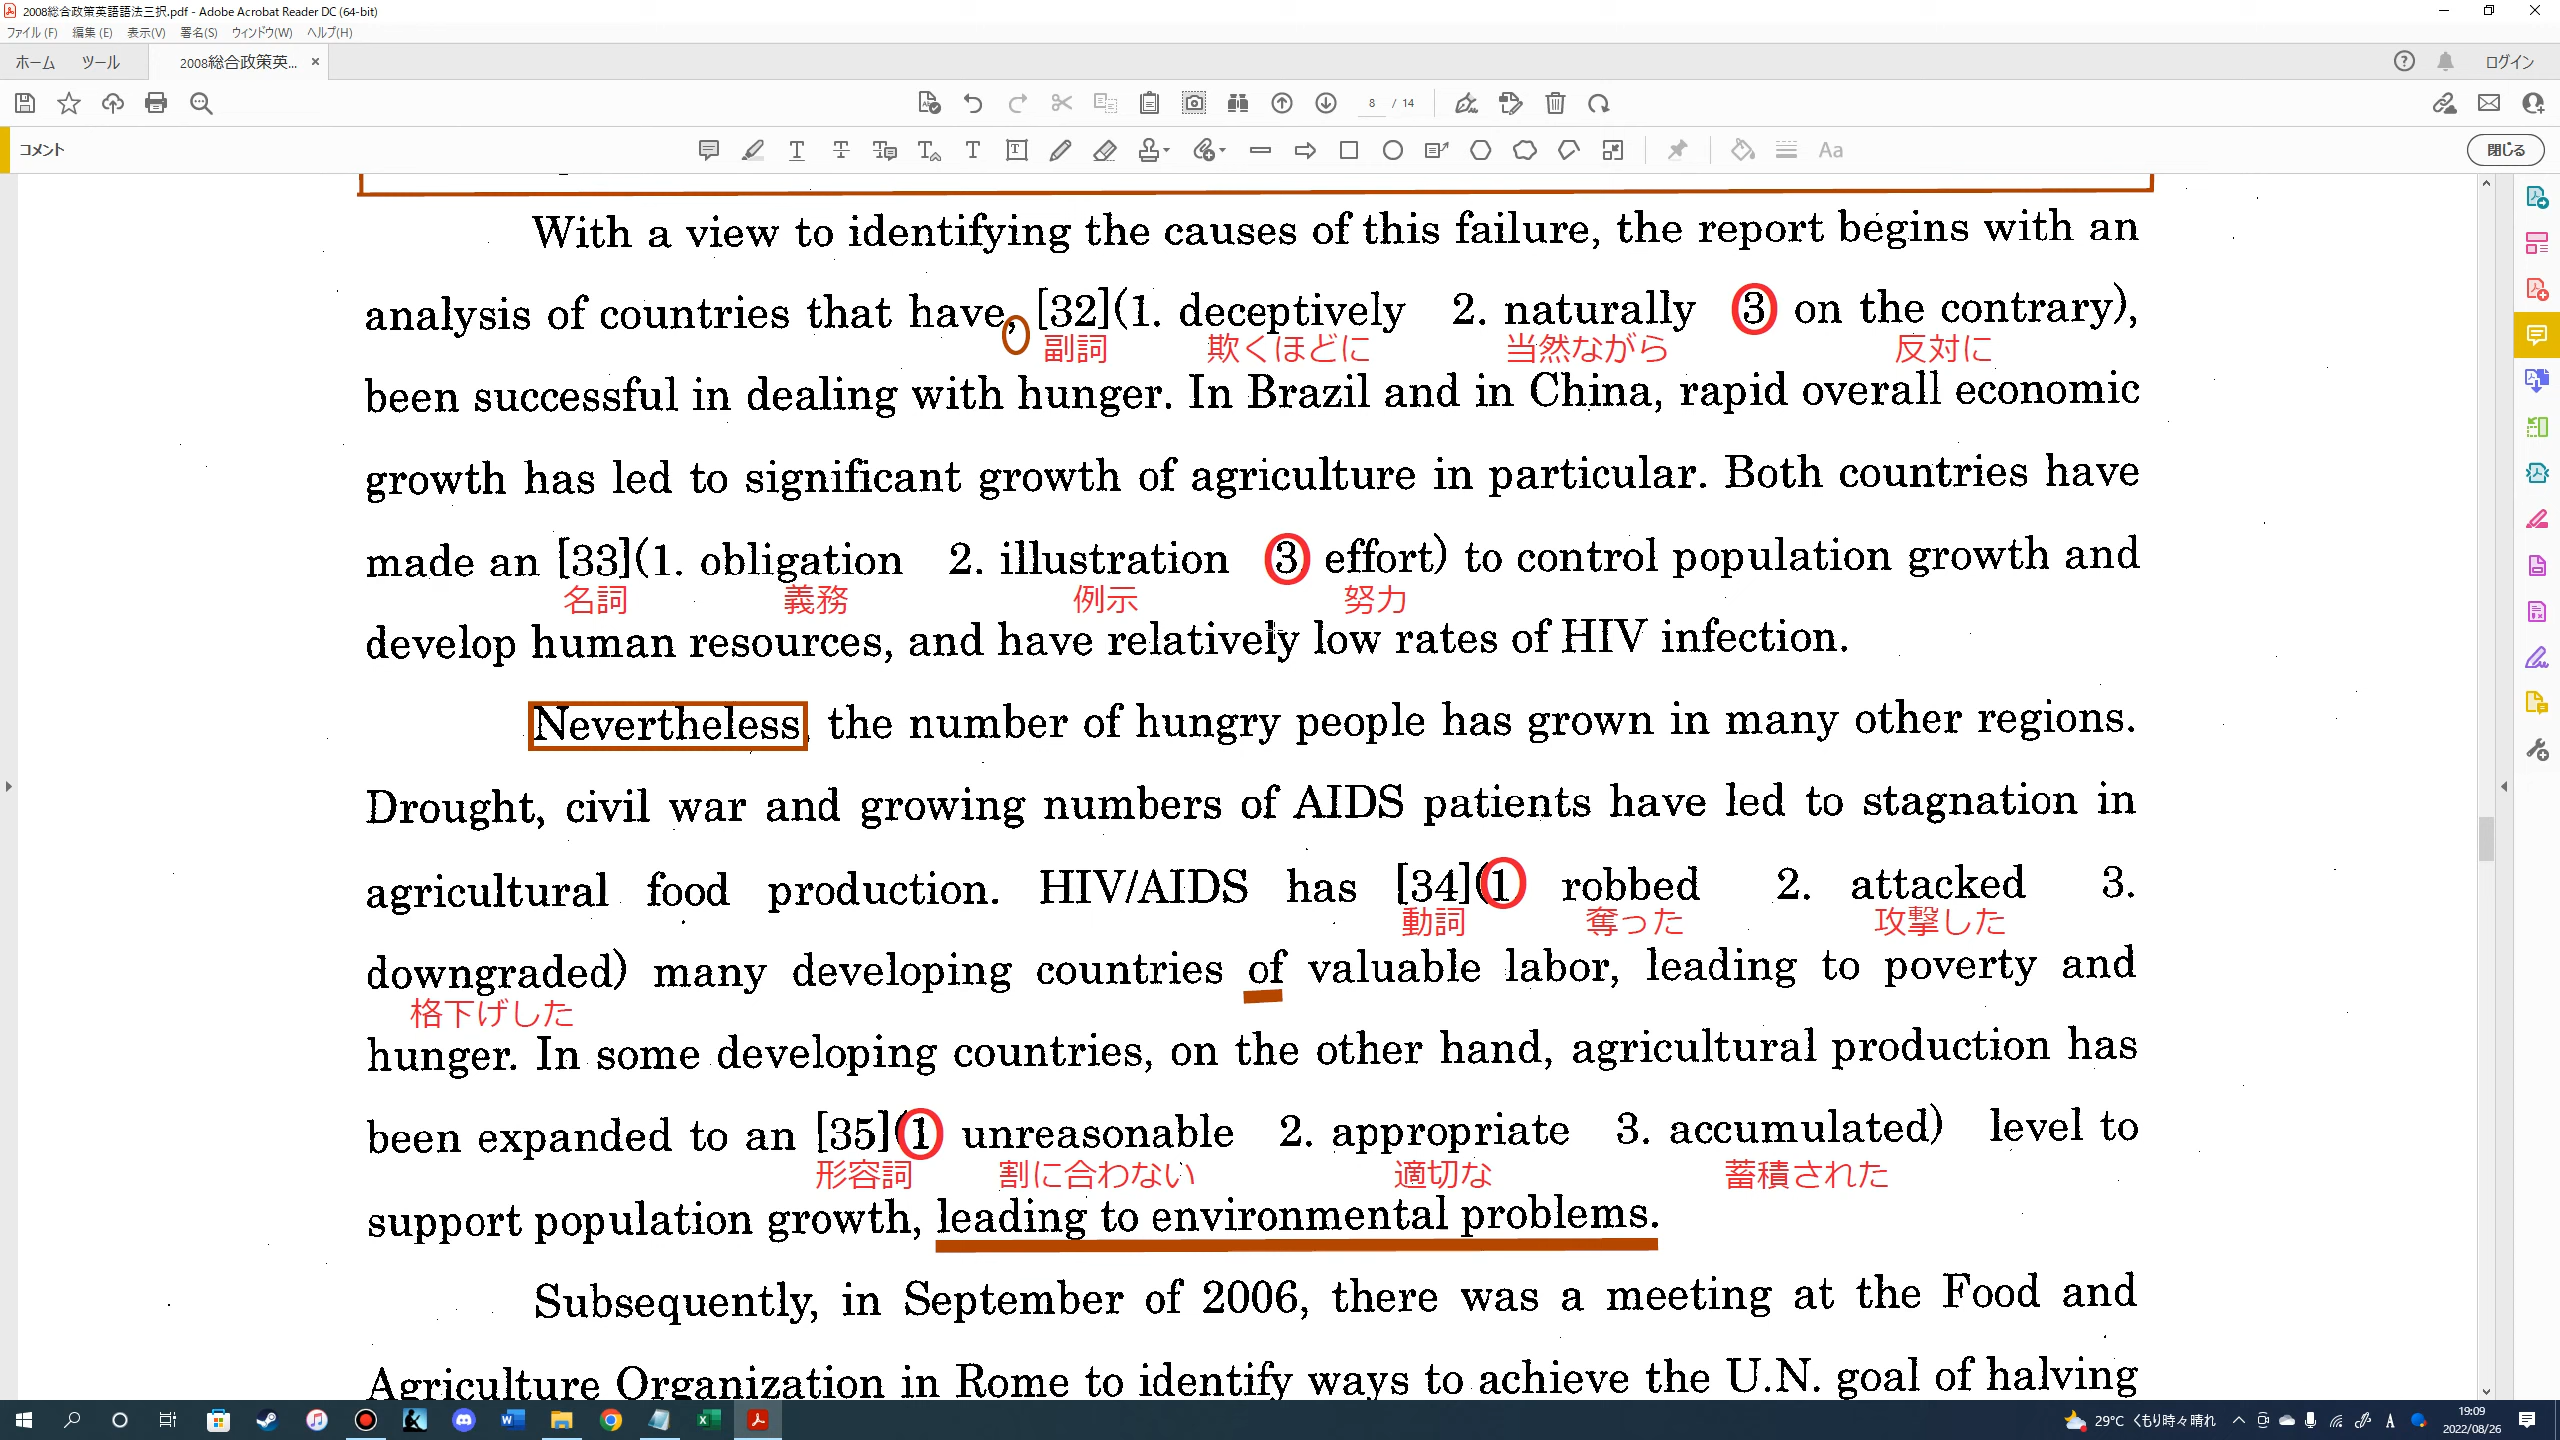 2008総合政策英語語法三択.pdf - Adobe Acrobat Reader DC (64-bit)
ファイル(F) 編集(E) 表示(V) 署名(S) ウィンドウ(W) ヘルプ(H)
ホーム ツール 2008総合政策英... × ログイン
8 / 14
コメント 閉じる
With a view to identifying the causes of this failure, the report begins with an
analysis of countries that have, [32](1. deceptively 2. naturally 3 on the contrary),
副詞 欺くほどに 当然ながら 反対に
been successful in dealing with hunger. In Brazil and in China, rapid overall economic
growth has led to significant growth of agriculture in particular. Both countries have
made an [33](1. obligation 2. illustration 3 effort) to control population growth and
名詞 義務 例示 努力
develop human resources, and have relatively low rates of HIV infection.
Nevertheless, the number of hungry people has grown in many other regions.
Drought, civil war and growing numbers of AIDS patients have led to stagnation in
agricultural food production. HIV/AIDS has [34](1 robbed 2. attacked 3.
動詞 奪った 攻撃した
downgraded) many developing countries of valuable labor, leading to poverty and
格下げした
hunger. In some developing countries, on the other hand, agricultural production has
been expanded to an [35](1 unreasonable 2. appropriate 3. accumulated) level to
形容詞 割に合わない 適切な 蓄積された
support population growth, leading to environmental problems.
Subsequently, in September of 2006, there was a meeting at the Food and
Agriculture Organization in Rome to identify ways to achieve the U.N. goal of halving
29°C くもり時々晴れ A 19:09
2022/08/26